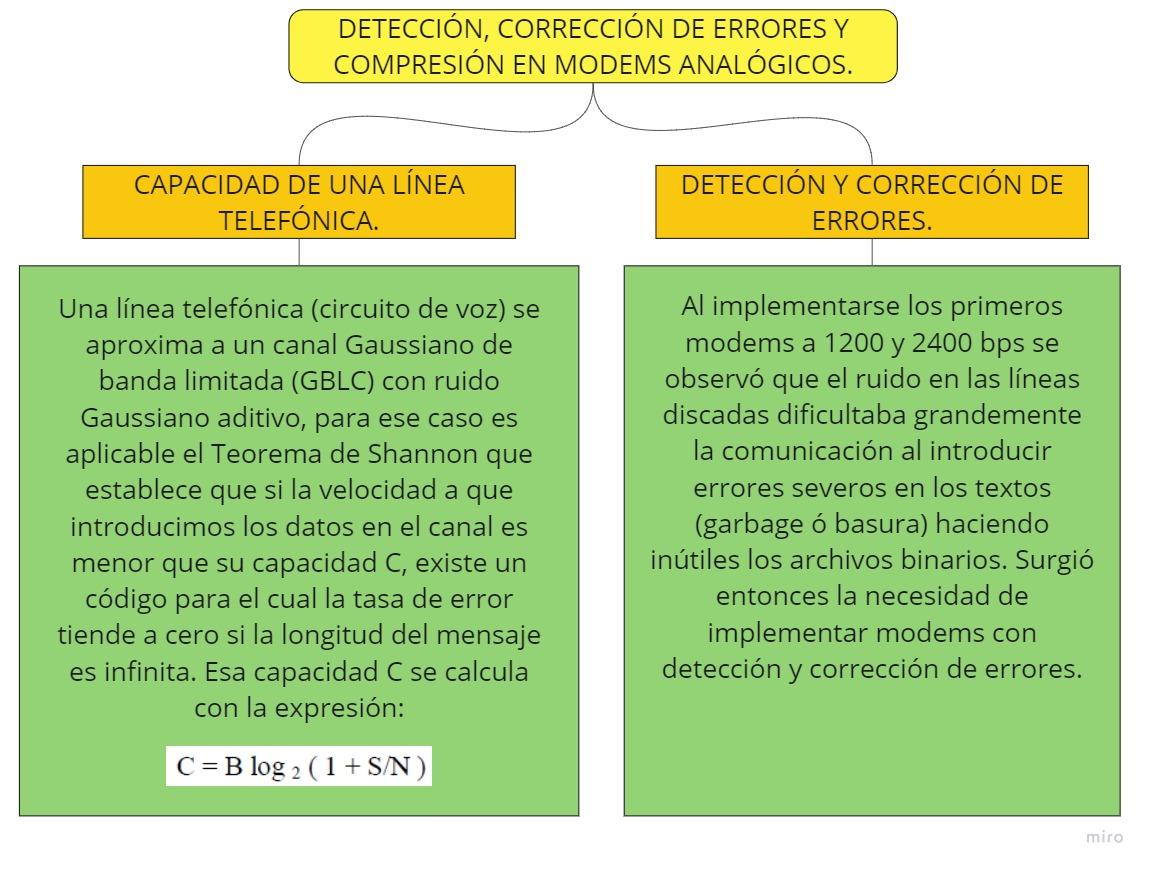 DETECCIÓN, CORRECCIÓN DE ERRORES Y
COMPRESIÓN EN MODEMS ANALÓGICOS.
CAPACIDAD DE UNA LÍNEA
TELEFÓNICA.
Una línea telefónica (circuito de voz) se
aproxima a un canal Gaussiano de
banda limitada (GBLC) con ruido
Gaussiano aditivo, para ese caso es
aplicable el Teorema de Shannon que
establece que si la velocidad a que
introducimos los datos en el canal es
menor que su capacidad C, existe un
código para el cual la tasa de error
tiende a cero si la longitud del mensaje
es infinita. Esa capacidad C se calcula
con la expresión:
C = B log 2 ( 1 + S/N )
DETECCIÓN Y CORRECCIÓN DE
ERRORES.
Al implementarse los primeros
modems a 1200 y 2400 bps se
observó que el ruido en las líneas
discadas dificultaba grandemente
la comunicación al introducir
errores severos en los textos
(garbage ó basura) haciendo
inútiles los archivos binarios. Surgió
entonces la necesidad de
implementar modems con
detección y corrección de errores.
miro